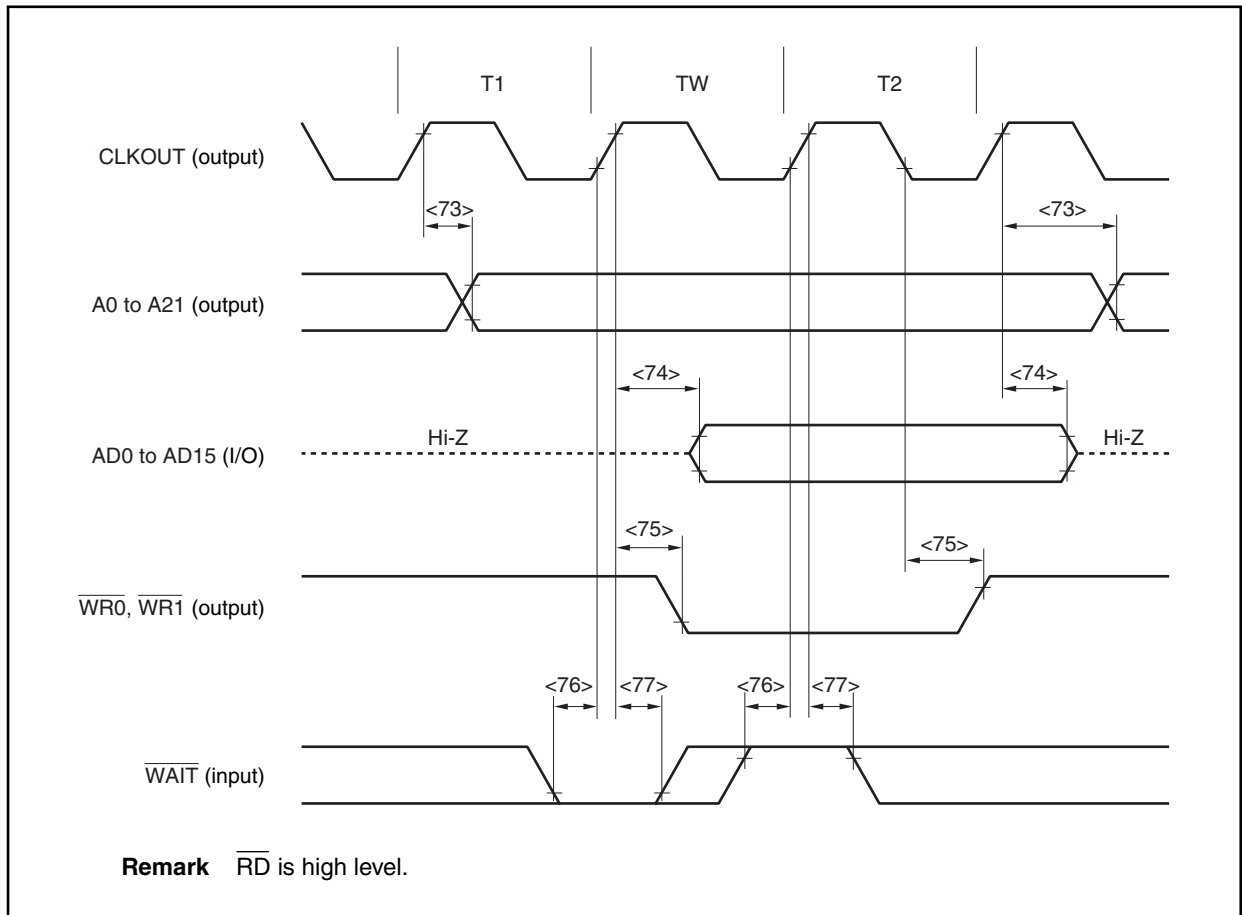 T1 TW T2
CLKOUT (output)
<73> <73>
A0 to A21 (output)
<74> <74>
Hi-Z Hi-Z
AD0 to AD15 (I/O)
<75> <75>
WR0, WR1 (output)
<76> <77> <76> <77>
WAIT (input)
Remark RD is high level.